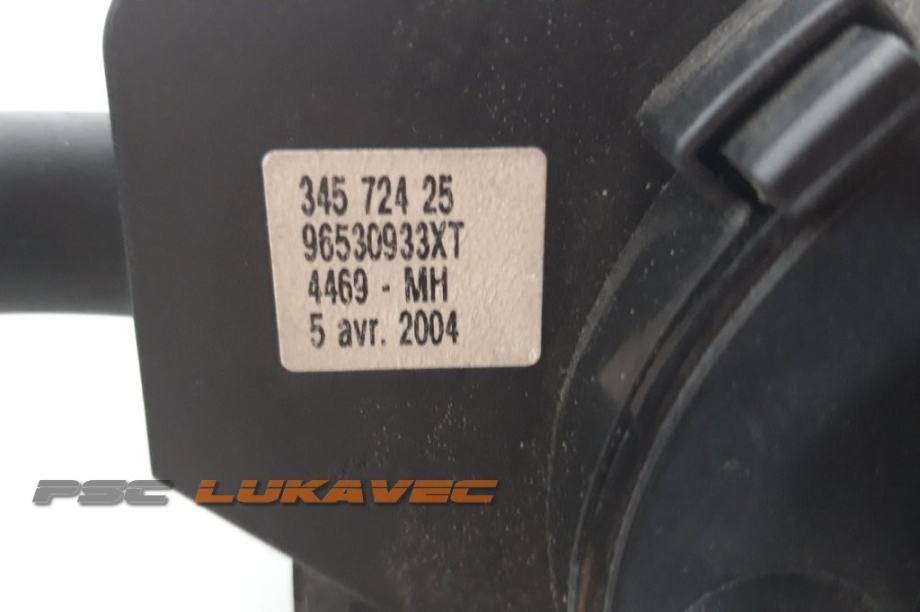 345 724 25
96530933XT
4469 - MH
5 avr. 2004
PSC LUKAVEC